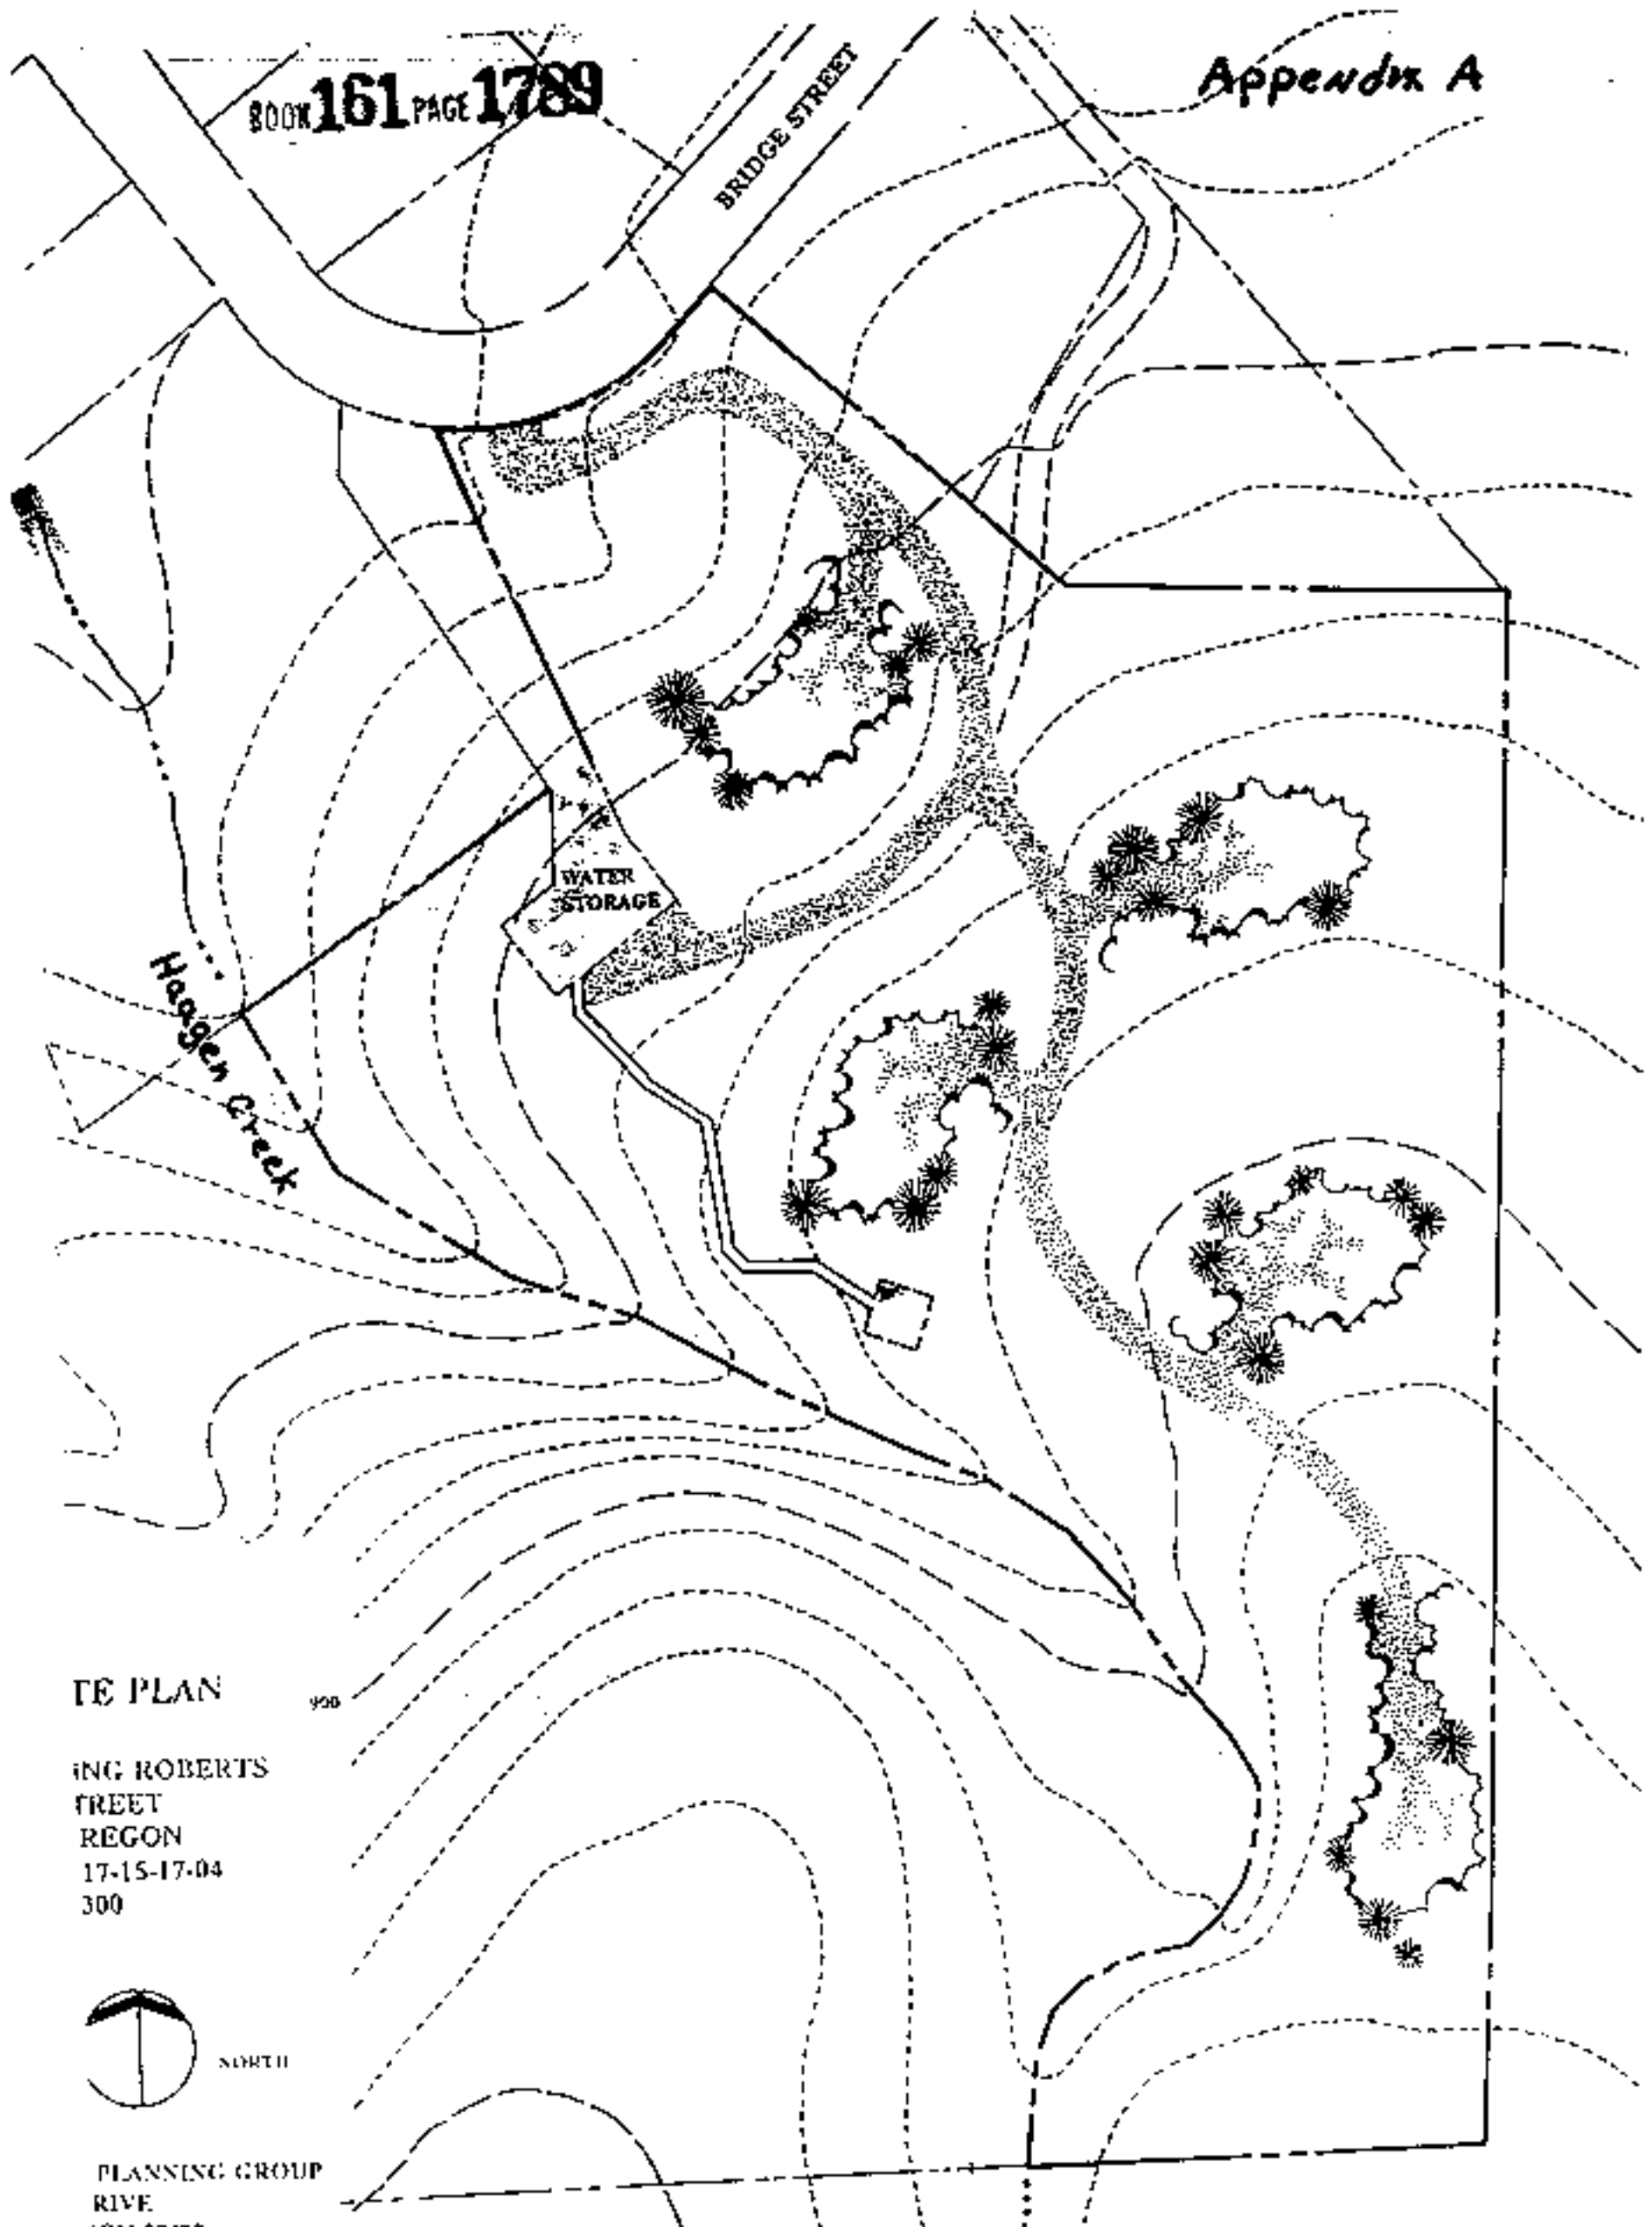 BOOK 161 PAGE 1789
Appendix A
BRIDGE STREET
WATER
STORAGE
Haagen Creek
TE PLAN
900
ING ROBERTS
TREET
REGON
17-15-17-04
300
NORTH
PLANNING GROUP
RIVE